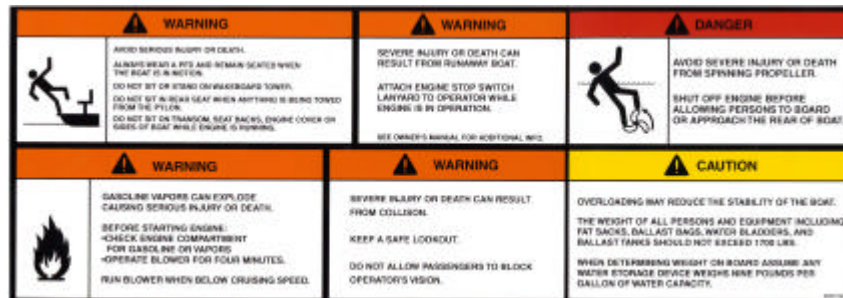 WARNING
AVOID SERIOUS INJURY OR DEATH.
ALWAYS WEAR A PFD AND REMAIN SEATED WHEN
THE BOAT IS IN MOTION.
DO NOT SIT OR STAND ON WAKEBOARD TOWER.
DO NOT SIT IN REAR SEAT WHEN ANYTHING IS BEING TOWED
FROM THE PYLON.
DO NOT SIT ON TRANSOM, SEAT BACKS, ENGINE COVER OR
SIDES OF BOAT WHILE ENGINE IS RUNNING.
WARNING
SEVERE INJURY OR DEATH CAN
RESULT FROM RUNAWAY BOAT.
ATTACH ENGINE STOP SWITCH
LANYARD TO OPERATOR WHILE
ENGINE IS IN OPERATION.
SEE OWNER'S MANUAL FOR ADDITIONAL INFO.
DANGER
AVOID SEVERE INJURY OR DEATH
FROM SPINNING PROPELLER.
SHUT OFF ENGINE BEFORE
ALLOWING PERSONS TO BOARD
OR APPROACH THE REAR OF BOAT.
WARNING
GASOLINE VAPORS CAN EXPLODE
CAUSING SERIOUS INJURY OR DEATH.
BEFORE STARTING ENGINE:
•CHECK ENGINE COMPARTMENT
FOR GASOLINE OR VAPORS
•OPERATE BLOWER FOR FOUR MINUTES.
RUN BLOWER WHEN BELOW CRUISING SPEED.
WARNING
SEVERE INJURY OR DEATH CAN RESULT
FROM COLLISON.
KEEP A SAFE LOOKOUT.
DO NOT ALLOW PASSENGERS TO BLOCK
OPERATOR'S VISION.
CAUTION
OVERLOADING MAY REDUCE THE STABILITY OF THE BOAT.
THE WEIGHT OF ALL PERSONS AND EQUIPMENT INCLUDING
FAT SACKS, BALLAST BAGS, WATER BLADDERS, AND
BALLAST TANKS SHOULD NOT EXCEED 1700 LBS.
WHEN DETERMINING WEIGHT ON BOARD ASSUME ANY
WATER STORAGE DEVICE WEIGHS NINE POUNDS PER
GALLON OF WATER CAPACITY.